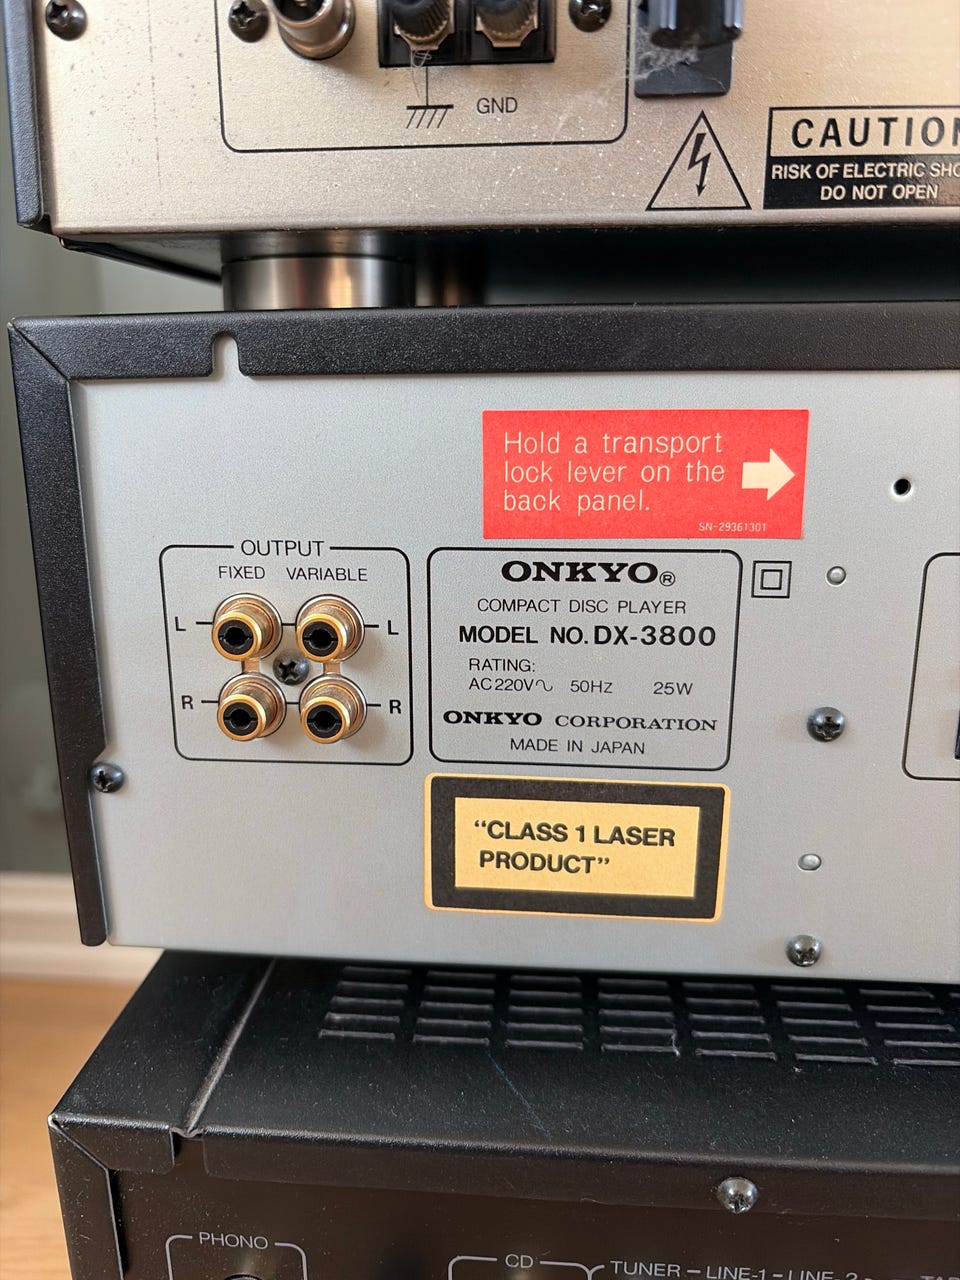 GND
CAUTION
RISK OF ELECTRIC
DO NOT OPEN
Hold a transport
lock lever on the
back panel.
SN-29361301
OUTPUT
FIXED VARIABLE
L L
R R
ONKYO®
COMPACT DISC PLAYER
MODEL NO. DX-3800
RATING:
AC 220V~ 50Hz 25W
ONKYO CORPORATION
MADE IN JAPAN
"CLASS 1 LASER
PRODUCT"
PHONO
CD
TUNER – LINE-1 – LINE-2